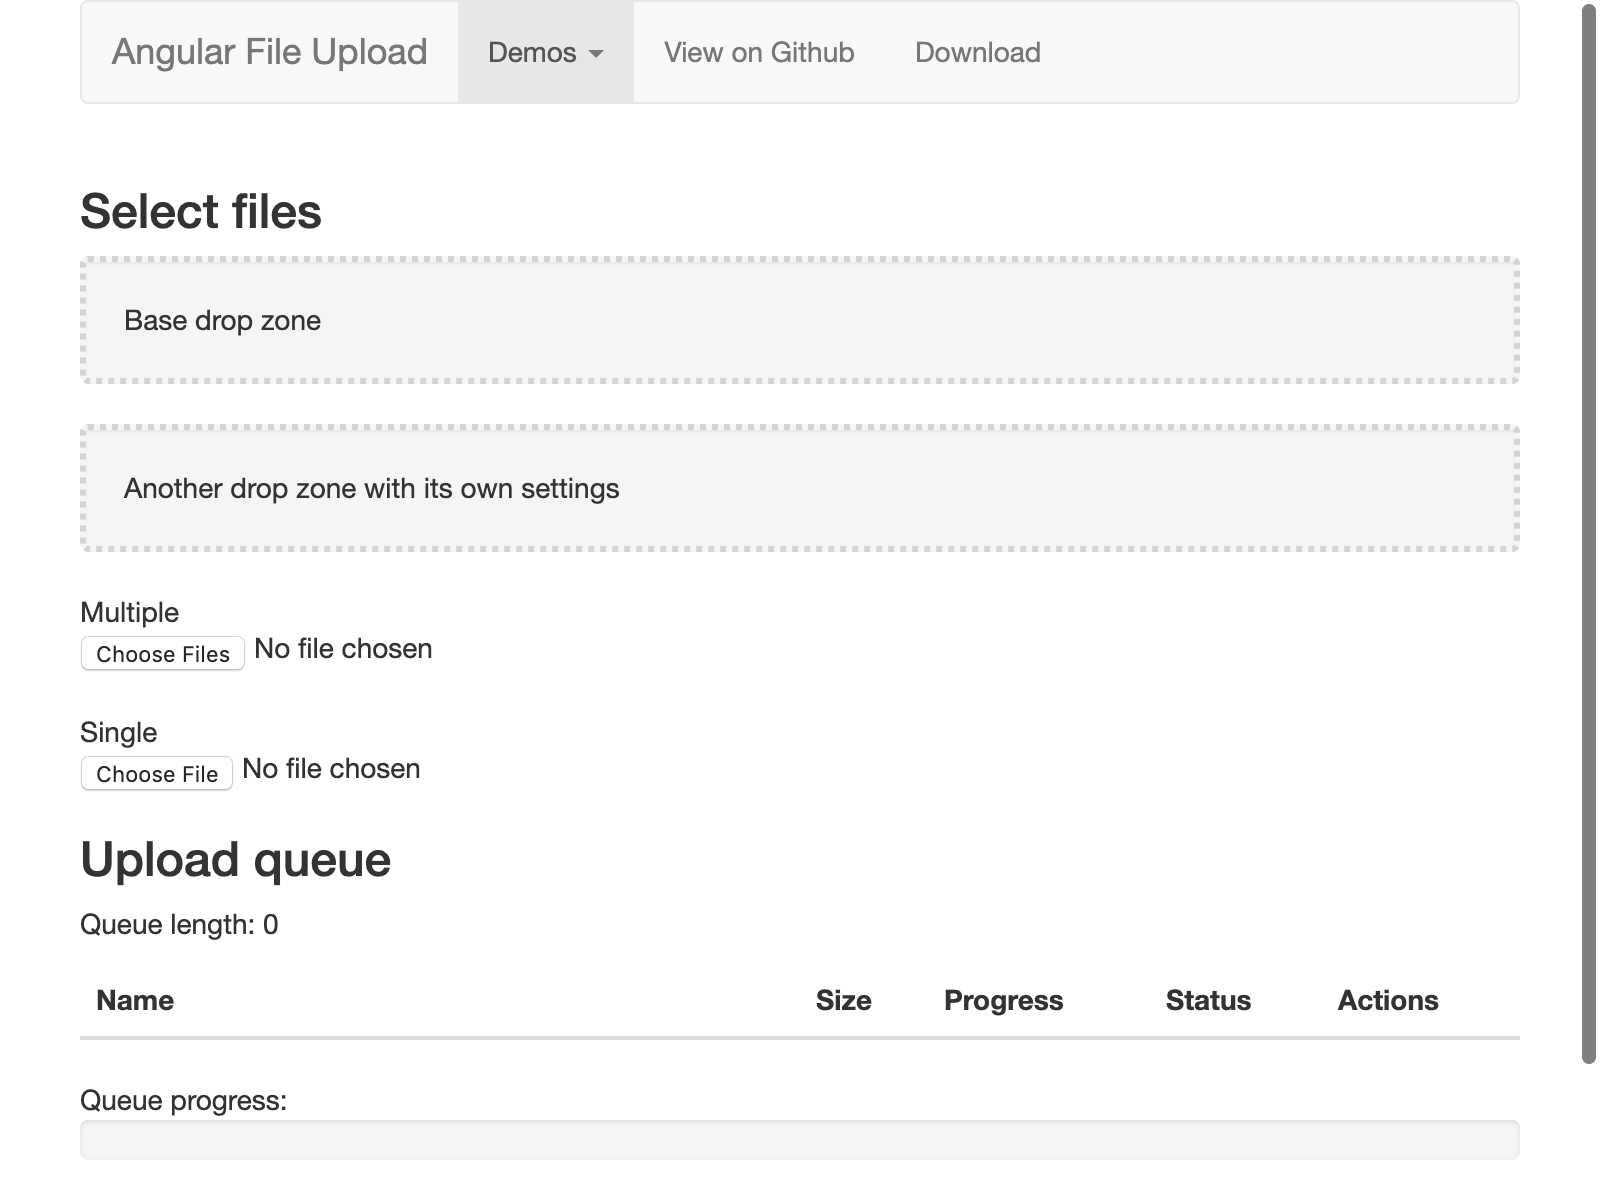 Angular File Upload Demos View on Github Download
Select files
Base drop zone
Another drop zone with its own settings
Multiple
Choose Files No file chosen
Single
Choose File No file chosen
Upload queue
Queue length: 0
Name Size Progress Status Actions
Queue progress: